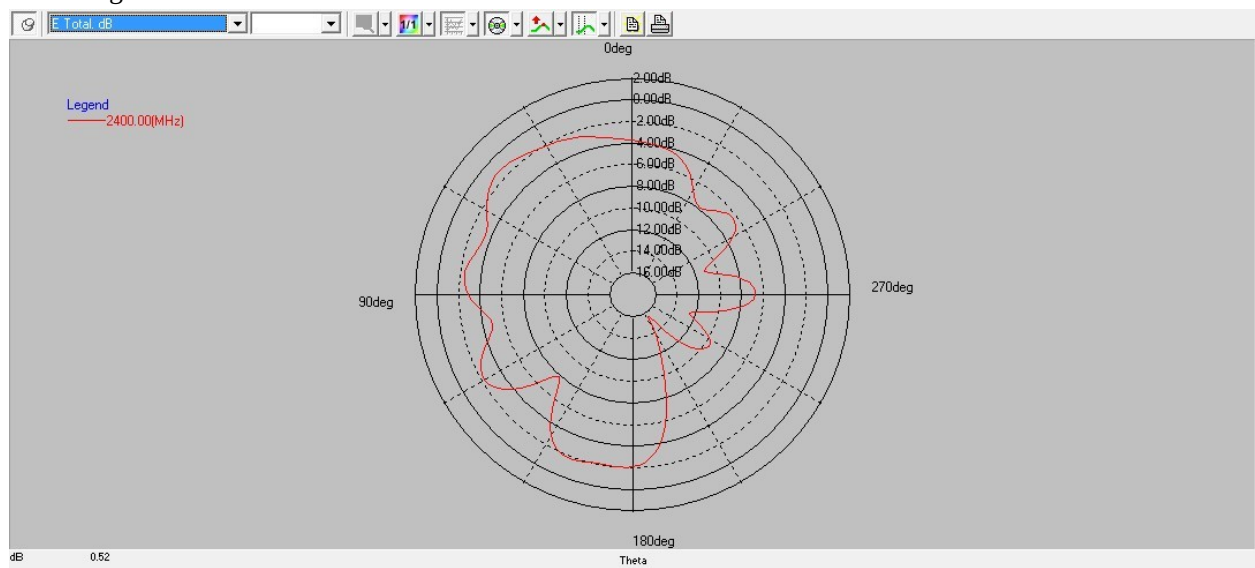 E Total. dB
1/1
0deg
2.00dB
Legend
0.00dB
2400.00(MHz)
-2.00dB
-4.00dB
-6.00dB
-8.00dB
-10.00dB
-12.00dB
-14.00dB
-16.00dB
270deg
90deg
180deg
dB 0.52 Theta